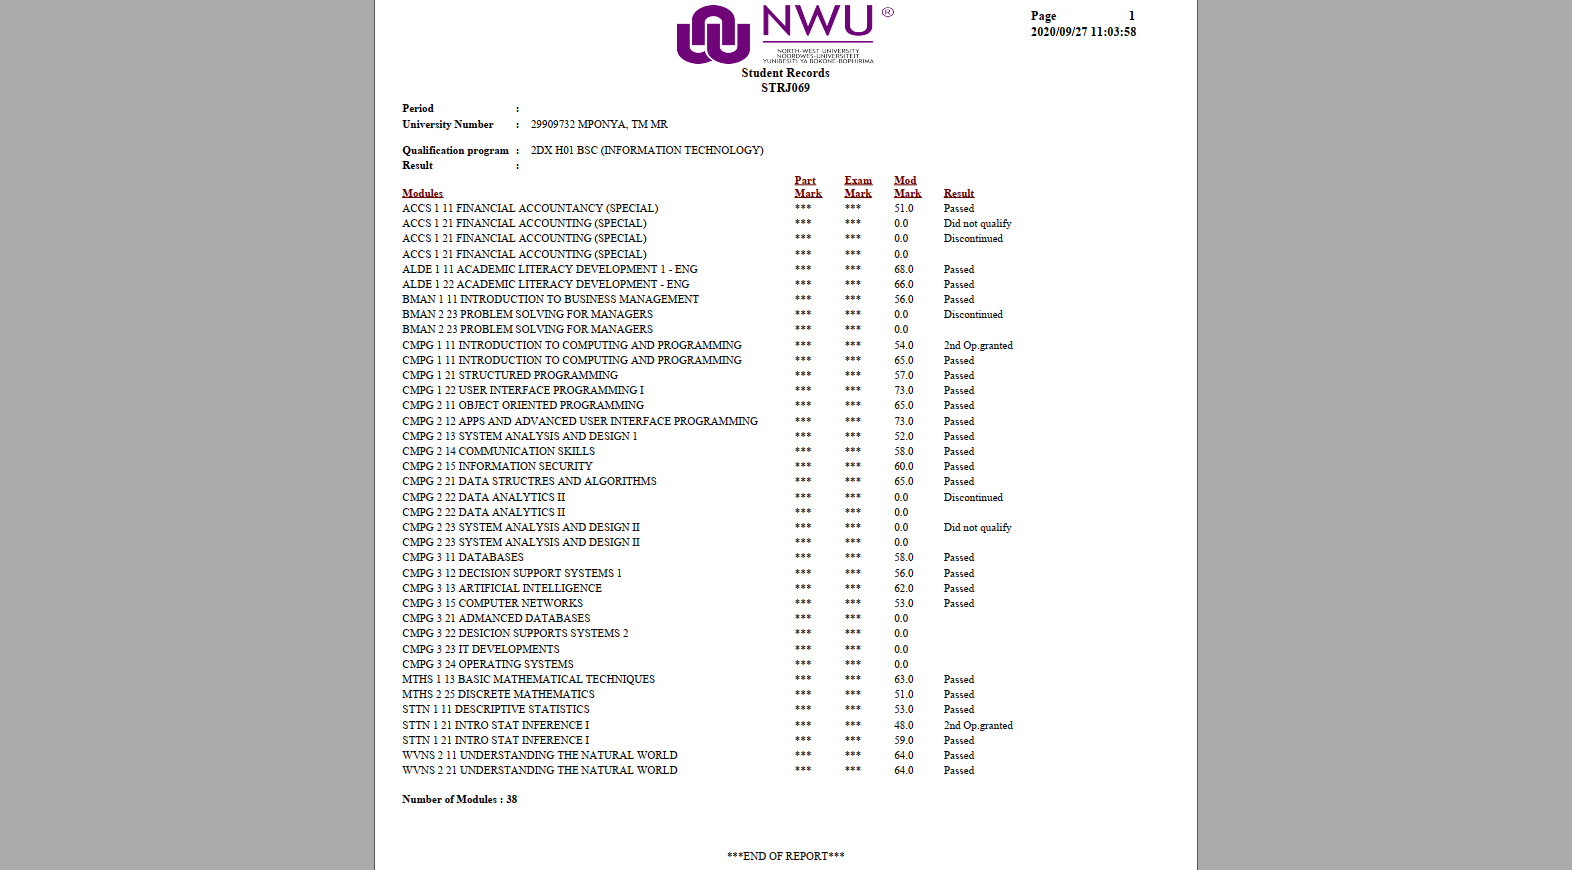 NWU ®
NORTH-WEST UNIVERSITY
NOORDWES-UNIVERSITEIT
YUNIBESITI YA BOKONE-BOPHIRIMA
Page 1
2020/09/27 11:03:58
Student Records
STRJ069
Period :
University Number : 29909732 MPONYA, TM MR
Qualification program : 2DX H01 BSC (INFORMATION TECHNOLOGY)
Result :
Part Exam Mod
Modules Mark Mark Mark Result
ACCS 1 11 FINANCIAL ACCOUNTANCY (SPECIAL) *** *** 51.0 Passed
ACCS 1 21 FINANCIAL ACCOUNTING (SPECIAL) *** *** 0.0 Did not qualify
ACCS 1 21 FINANCIAL ACCOUNTING (SPECIAL) *** *** 0.0 Discontinued
ACCS 1 21 FINANCIAL ACCOUNTING (SPECIAL) *** *** 0.0
ALDE 1 11 ACADEMIC LITERACY DEVELOPMENT 1 - ENG *** *** 68.0 Passed
ALDE 1 22 ACADEMIC LITERACY DEVELOPMENT - ENG *** *** 66.0 Passed
BMAN 1 11 INTRODUCTION TO BUSINESS MANAGEMENT *** *** 56.0 Passed
BMAN 2 23 PROBLEM SOLVING FOR MANAGERS *** *** 0.0 Discontinued
BMAN 2 23 PROBLEM SOLVING FOR MANAGERS *** *** 0.0
CMPG 1 11 INTRODUCTION TO COMPUTING AND PROGRAMMING *** *** 54.0 2nd Op.granted
CMPG 1 11 INTRODUCTION TO COMPUTING AND PROGRAMMING *** *** 65.0 Passed
CMPG 1 21 STRUCTURED PROGRAMMING *** *** 57.0 Passed
CMPG 1 22 USER INTERFACE PROGRAMMING I *** *** 73.0 Passed
CMPG 2 11 OBJECT ORIENTED PROGRAMMING *** *** 65.0 Passed
CMPG 2 12 APPS AND ADVANCED USER INTERFACE PROGRAMMING *** *** 73.0 Passed
CMPG 2 13 SYSTEM ANALYSIS AND DESIGN 1 *** *** 52.0 Passed
CMPG 2 14 COMMUNICATION SKILLS *** *** 58.0 Passed
CMPG 2 15 INFORMATION SECURITY *** *** 60.0 Passed
CMPG 2 21 DATA STRUCTRES AND ALGORITHMS *** *** 65.0 Passed
CMPG 2 22 DATA ANALYTICS II *** *** 0.0 Discontinued
CMPG 2 22 DATA ANALYTICS II *** *** 0.0
CMPG 2 23 SYSTEM ANALYSIS AND DESIGN II *** *** 0.0 Did not qualify
CMPG 2 23 SYSTEM ANALYSIS AND DESIGN II *** *** 0.0
CMPG 3 11 DATABASES *** *** 58.0 Passed
CMPG 3 12 DECISION SUPPORT SYSTEMS 1 *** *** 56.0 Passed
CMPG 3 13 ARTIFICIAL INTELLIGENCE *** *** 62.0 Passed
CMPG 3 15 COMPUTER NETWORKS *** *** 53.0 Passed
CMPG 3 21 ADMANCED DATABASES *** *** 0.0
CMPG 3 22 DESICION SUPPORTS SYSTEMS 2 *** *** 0.0
CMPG 3 23 IT DEVELOPMENTS *** *** 0.0
CMPG 3 24 OPERATING SYSTEMS *** *** 0.0
MTHS 1 13 BASIC MATHEMATICAL TECHNIQUES *** *** 63.0 Passed
MTHS 2 25 DISCRETE MATHEMATICS *** *** 51.0 Passed
STTN 1 11 DESCRIPTIVE STATISTICS *** *** 53.0 Passed
STTN 1 21 INTRO STAT INFERENCE I *** *** 48.0 2nd Op.granted
STTN 1 21 INTRO STAT INFERENCE I *** *** 59.0 Passed
WVNS 2 11 UNDERSTANDING THE NATURAL WORLD *** *** 64.0 Passed
WVNS 2 21 UNDERSTANDING THE NATURAL WORLD *** *** 64.0 Passed
Number of Modules : 38
***END OF REPORT***